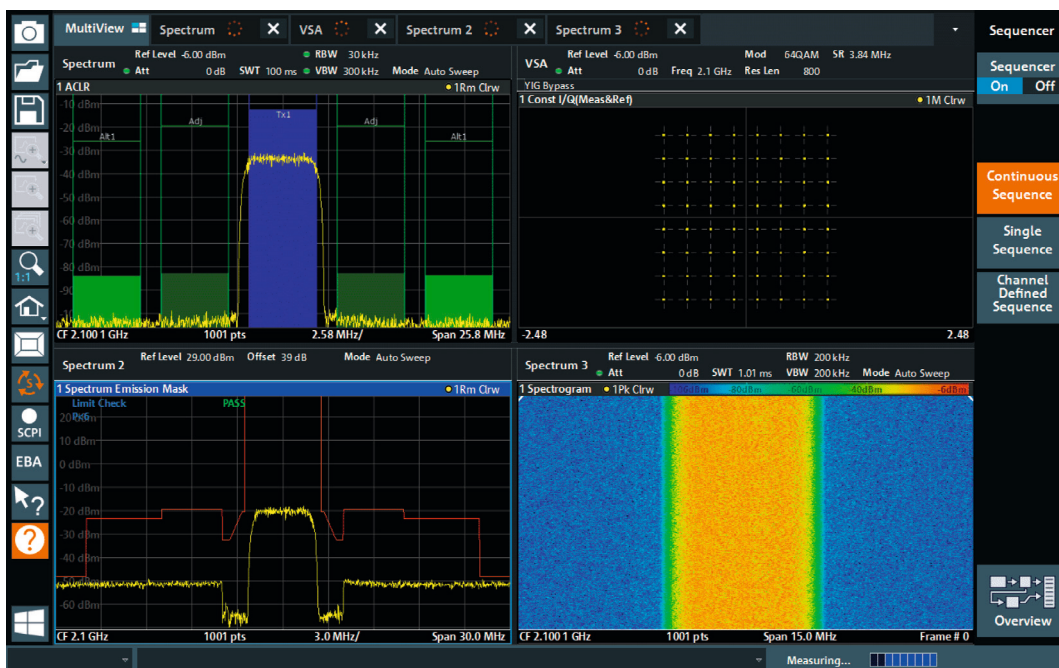 MultiView Spectrum VSA Spectrum 2 Spectrum 3
Sequencer
Sequencer
On Off
Continuous
Sequence
Single
Sequence
Channel
Defined
Sequence
Overview
1:1
SCPI
EBA
Spectrum
Ref Level -6.00 dBm RBW 30 kHz
Att 0 dB SWT 100 ms VBW 300 kHz Mode Auto Sweep
1 ACLR 1Rm Clrw
-10 dBm
-20 dBm
-30 dBm
-40 dBm
-50 dBm
-60 dBm
-70 dBm
-80 dBm
-90
Alt1 Adj Tx1 Adj Alt1
CF 2.100 1 GHz 1001 pts 2.58 MHz/ Span 25.8 MHz
VSA
Ref Level -6.00 dBm Mod 64QAM SR 3.84 MHz
Att 0 dB Freq 2.1 GHz Res Len 800
YIG Bypass
1 Const I/Q(Meas&Ref) 1M Clrw
-2.48 2.48
Spectrum 2
Ref Level 29.00 dBm Offset 39 dB Mode Auto Sweep
1 Spectrum Emission Mask 1Rm Clrw
Limit Check PASS
10 dBm
0 dBm
-10 dBm
-20 dBm
-30 dBm
-40 dBm
-60 dBm
CF 2.1 GHz 1001 pts 3.0 MHz/ Span 30.0 MHz
Spectrum 3
Ref Level -6.00 dBm RBW 200 kHz
Att 0 dB SWT 1.01 ms VBW 200 kHz Mode Auto Sweep
1 Spectrogram 1Pk Clrw -80dBm -60dBm -40dBm -6dBm
CF 2.100 1 GHz 1001 pts Span 15.0 MHz Frame # 0
Measuring...